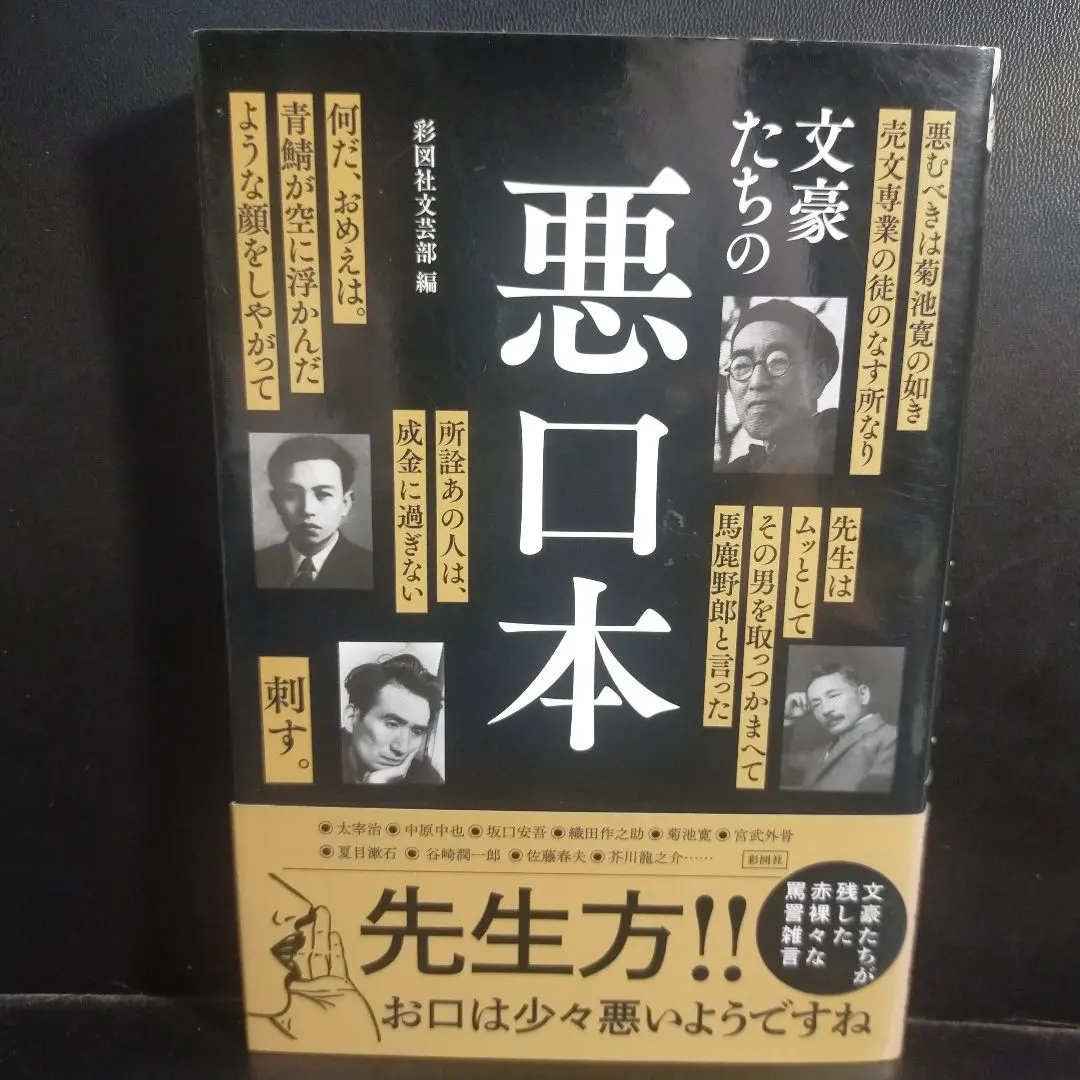 文豪
たちの
悪口本
彩図社文芸部 編
悪むべきは菊池寛の如き
売文専業の徒のなす所なり
先生は
ムッとして
その男を取っつかまへて
馬鹿野郎と言った
何だ、おめえは。
青鯖が空に浮かんだ
ような顔をしやがって
所詮あの人は、
成金に過ぎない
刺す。
◉太宰治◉中原中也◉坂口安吾◉織田作之助◉菊池寛◉宮武外骨
◉夏目漱石◉谷崎潤一郎◉佐藤春夫◉芥川龍之介……
彩図社
先生方!!
お口は少々悪いようですね
文豪たちが
残した
赤裸々な
罵詈雑言